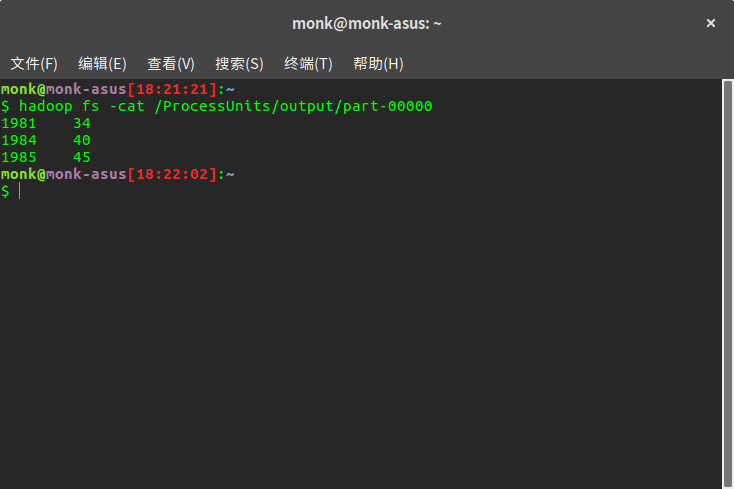 monk@monk-asus: ~
文件(F) 编辑(E) 查看(V) 搜索(S) 终端(T) 帮助(H)
monk@monk-asus[18:21:21]:~
$ hadoop fs -cat /ProcessUnits/output/part-00000
1981    34
1984    40
1985    45
monk@monk-asus[18:22:02]:~
$